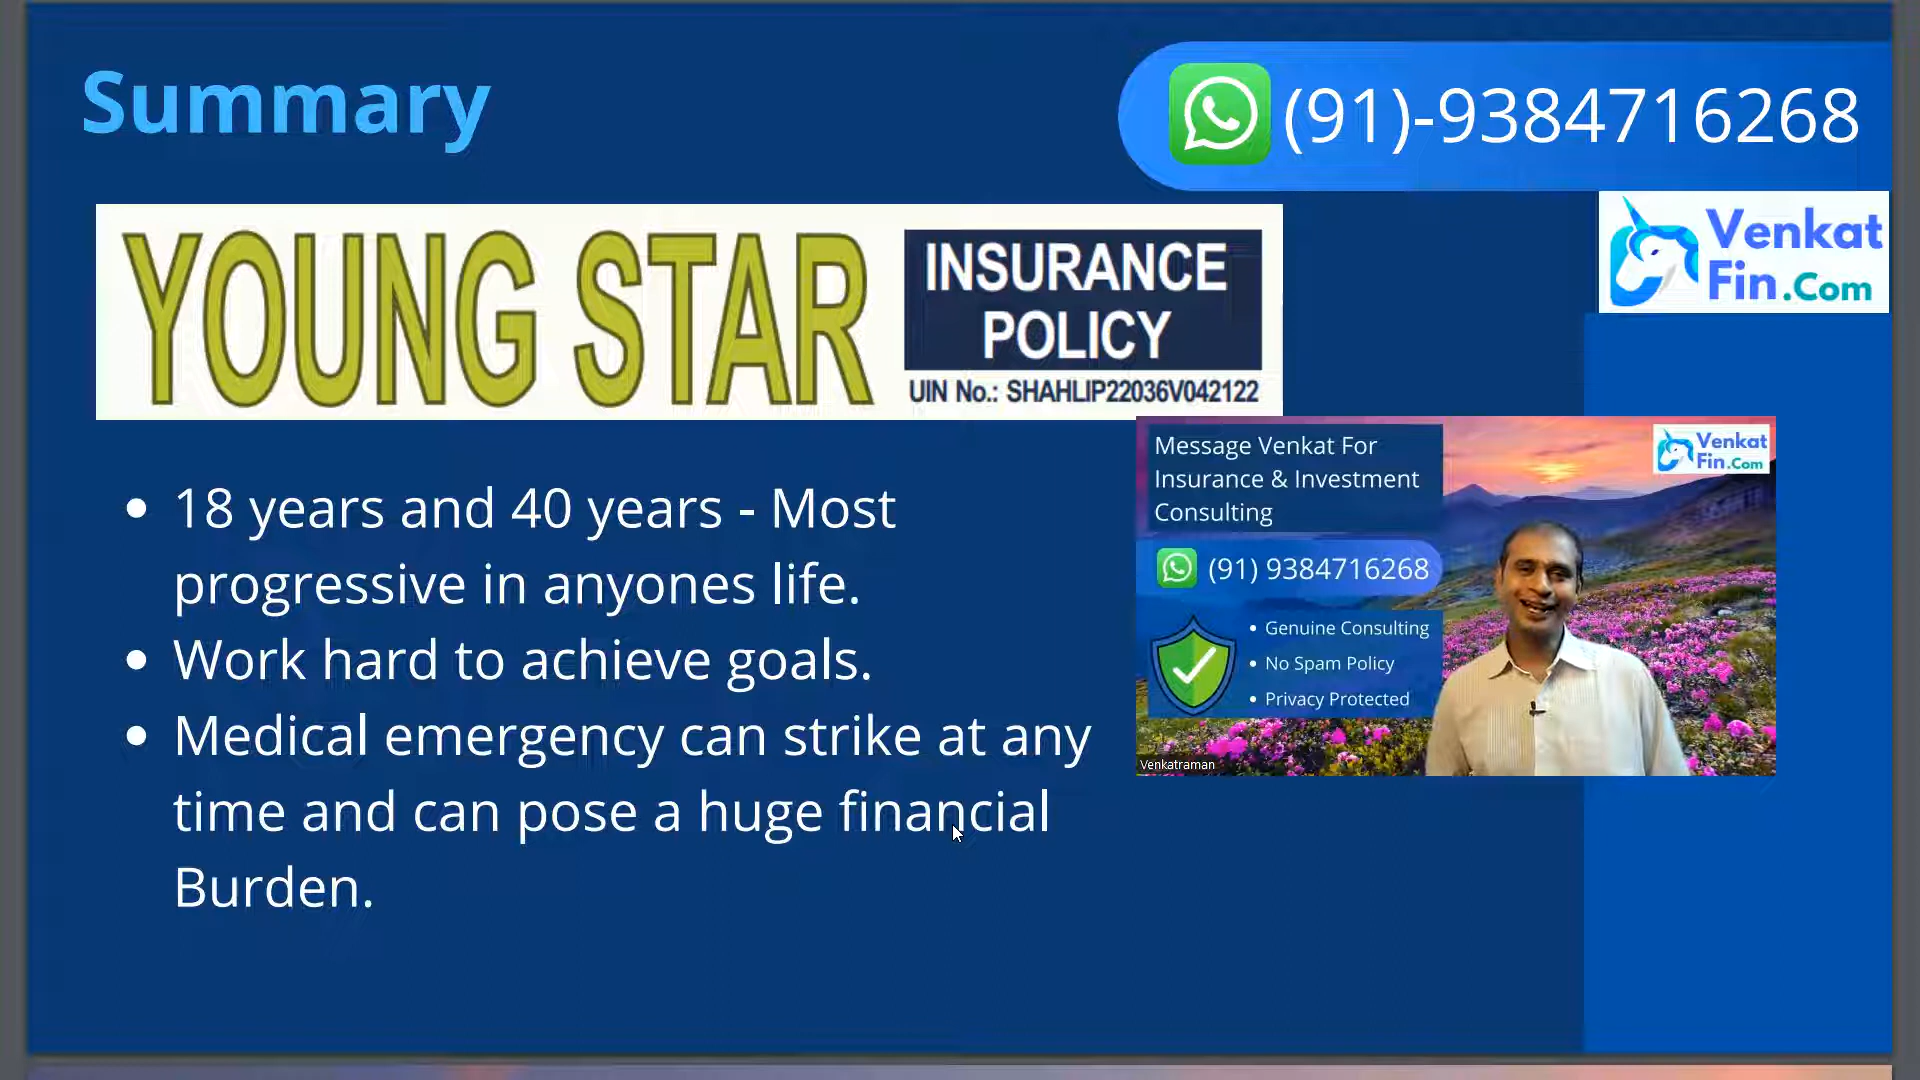 Summary
(91)-9384716268
Venkat
Fin.Com
YOUNG STAR
INSURANCE
POLICY
UIN No.: SHAHLIP22036V042122
18 years and 40 years - Most
progressive in anyones life.
Work hard to achieve goals.
Medical emergency can strike at any
time and can pose a huge financial
Burden.
Message Venkat For
Insurance & Investment
Consulting
Venkat
Fin.Com
(91) 9384716268
Genuine Consulting
No Spam Policy
Privacy Protected
Venkatraman